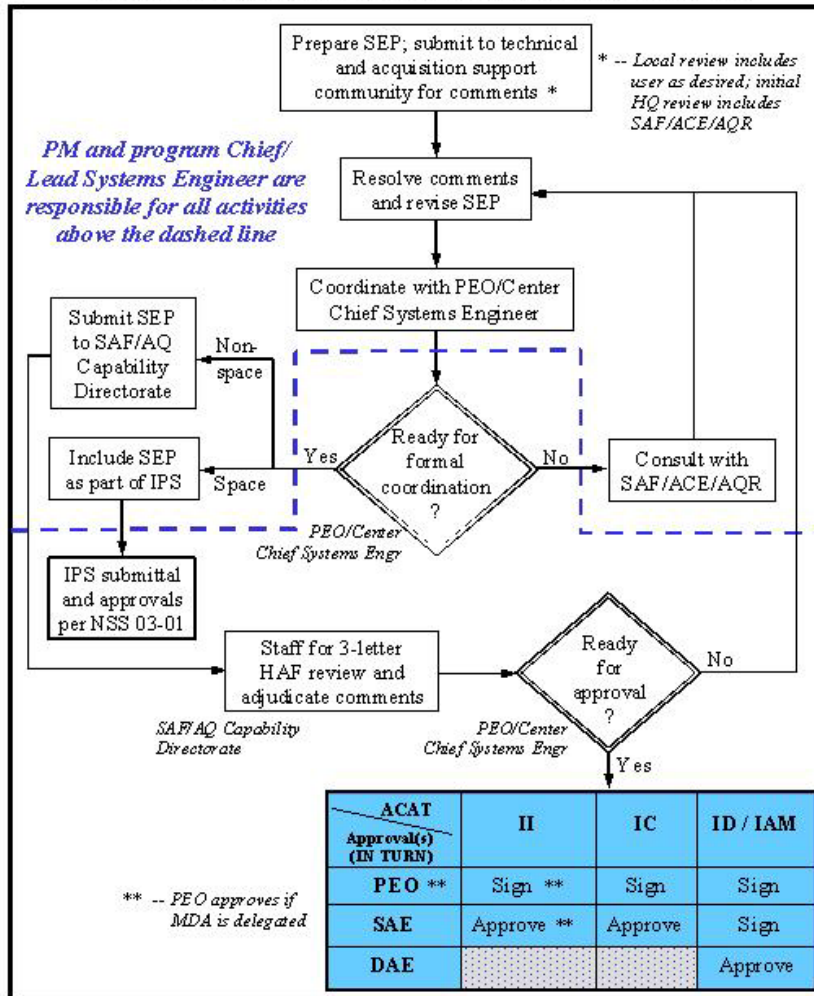 Prepare SEP; submit to technical
and acquisition support
community for comments *
* -- Local review includes
user as desired; initial
HQ review includes
SAF/ACE/AQR
PM and program Chief/
Lead Systems Engineer are
responsible for all activities
above the dashed line
Resolve comments
and revise SEP
Coordinate with PEO/Center
Chief Systems Engineer
Submit SEP
to SAF/AQ
Capability
Directorate
Non-
space
Include SEP
as part of IPS
Space
Yes
Ready for
formal
coordination
?
No
Consult with
SAF/ACE/AQR
PEO/Center
Chief Systems Engr
IPS submittal
and approvals
per NSS 03-01
Staff for 3-letter
HAF review and
adjudicate comments
SAF/AQ Capability
Directorate
Ready
for
approval
?
No
PEO/Center
Chief Systems Engr
Yes
ACAT
Approval(s)
(IN TURN)
II
IC
ID / IAM
PEO **
Sign **
Sign
Sign
SAE
Approve **
Approve
Sign
DAE
Approve
** -- PEO approves if
MDA is delegated